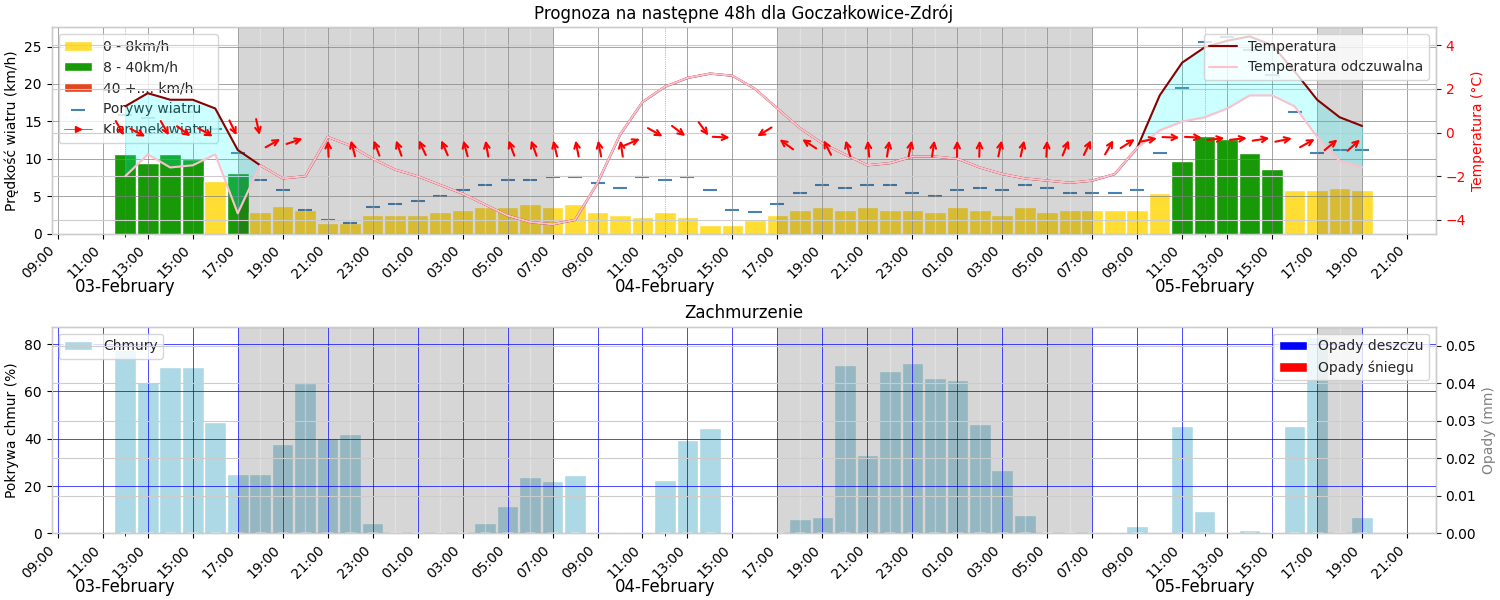 Prognoza na następne 48h dla Goczałkowice-Zdrój
Prędkość wiatru (km/h)
25
20
15
10
5
0
0 - 8km/h
8 - 40km/h
40 +.... km/h
Porywy wiatru
Kierunek wiatru
Temperatura
Temperatura odczuwalna
4
2
0
−2
−4
Temperatura (°C)
09:00 11:00 13:00 15:00 17:00 19:00 21:00 23:00 01:00 03:00 05:00 07:00 09:00 11:00 13:00 15:00 17:00 19:00 21:00 23:00 01:00 03:00 05:00 07:00 09:00 11:00 13:00 15:00 17:00 19:00 21:00
03-February 04-February 05-February
Zachmurzenie
Pokrywa chmur (%)
80
60
40
20
0
Chmury
Opady deszczu
Opady śniegu
0.05
0.04
0.03
0.02
0.01
0.00
Opady (mm)
09:00 11:00 13:00 15:00 17:00 19:00 21:00 23:00 01:00 03:00 05:00 07:00 09:00 11:00 13:00 15:00 17:00 19:00 21:00 23:00 01:00 03:00 05:00 07:00 09:00 11:00 13:00 15:00 17:00 19:00 21:00
03-February 04-February 05-February